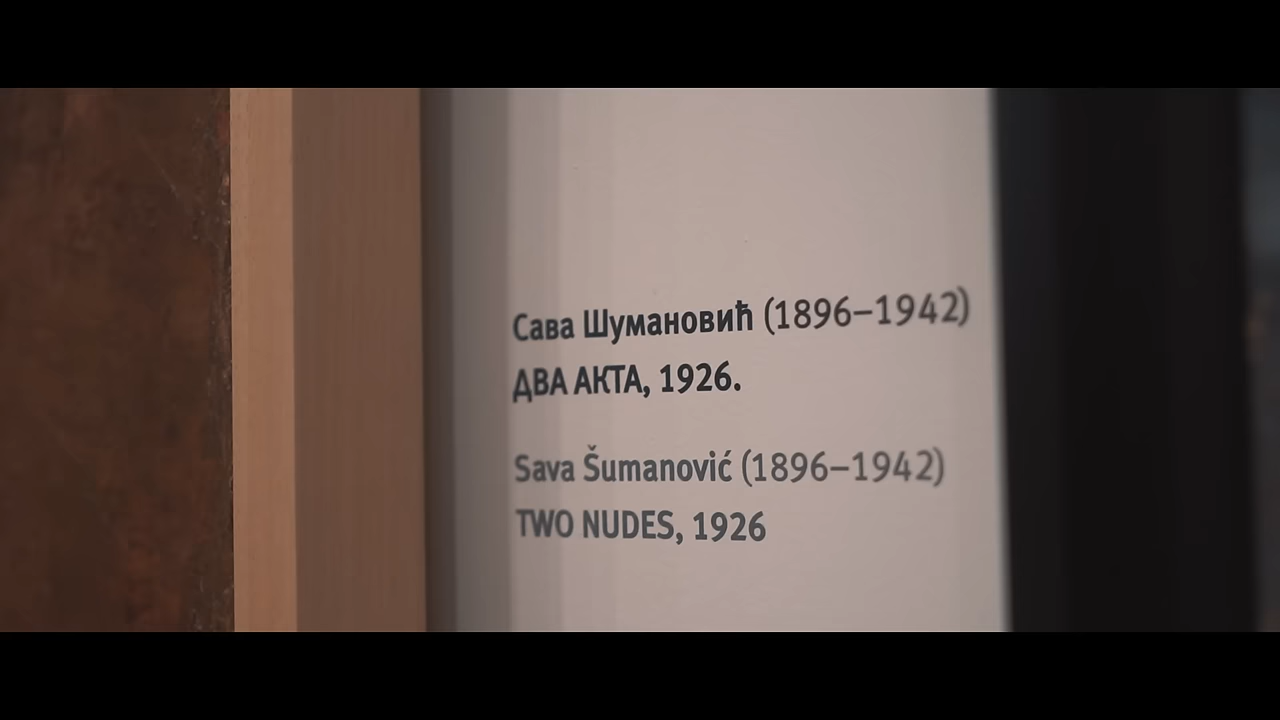 Сава Шумановић (1896–1942)
ДВА АКТА, 1926.
Sava Šumanović (1896–1942)
TWO NUDES, 1926